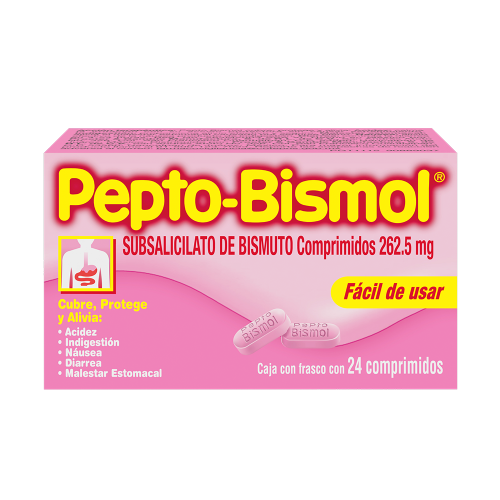 Pepto-Bismol®
SUBSALICILATO DE BISMUTO Comprimidos 262.5 mg
Fácil de usar
Cubre, Protege
y Alivia:
• Acidez
• Indigestión
• Náusea
• Diarrea
• Malestar Estomacal
Pepto
Bismol
Pepto
Bismol
Caja con frasco con 24 comprimidos